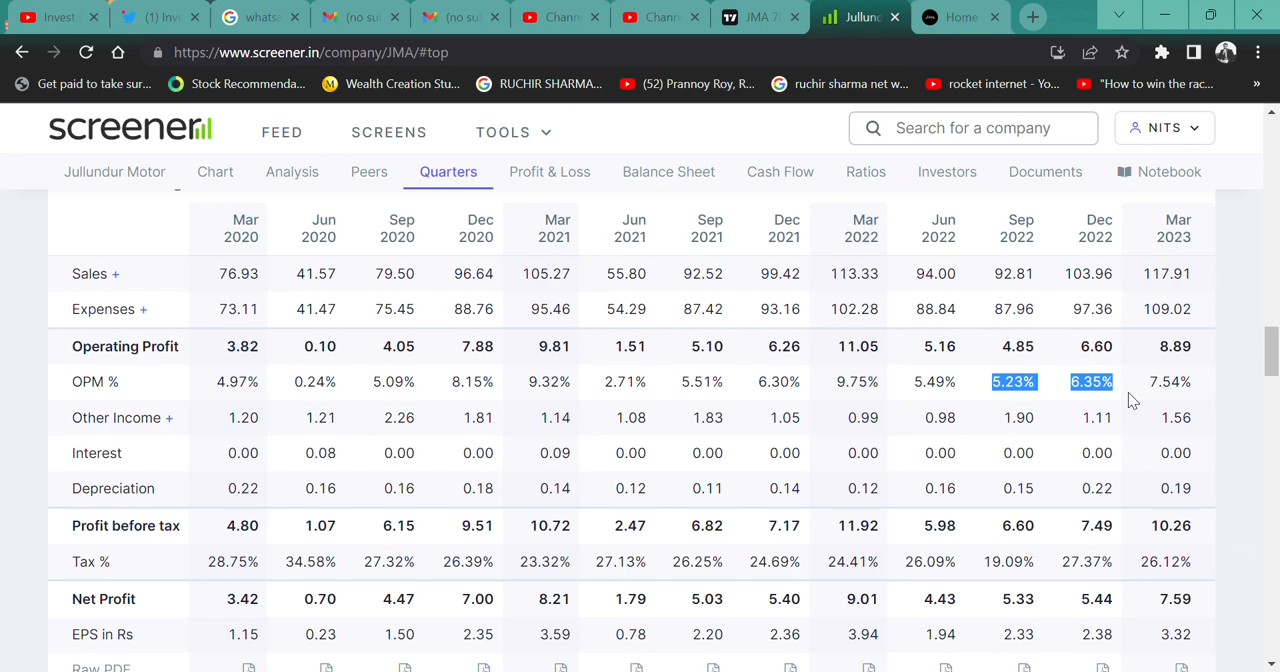 Invest
(1) Inv
whats
(no sul
(no sul
Chann
Chann
JMA 7
Jullund
Home
https://www.screener.in/company/JMA/#top
Get paid to take sur...
Stock Recommenda...
Wealth Creation Stu...
RUCHIR SHARMA...
(52) Prannoy Roy, R...
ruchir sharma net w...
rocket internet - Yo...
"How to win the rac...
»
screener
FEED
SCREENS
TOOLS
Search for a company
NITS
Jullundur Motor
Chart
Analysis
Peers
Quarters
Profit & Loss
Balance Sheet
Cash Flow
Ratios
Investors
Documents
Notebook
Mar 2020 Jun 2020 Sep 2020 Dec 2020 Mar 2021 Jun 2021 Sep 2021 Dec 2021 Mar 2022 Jun 2022 Sep 2022 Dec 2022 Mar 2023
Sales + 76.93 41.57 79.50 96.64 105.27 55.80 92.52 99.42 113.33 94.00 92.81 103.96 117.91
Expenses + 73.11 41.47 75.45 88.76 95.46 54.29 87.42 93.16 102.28 88.84 87.96 97.36 109.02
Operating Profit 3.82 0.10 4.05 7.88 9.81 1.51 5.10 6.26 11.05 5.16 4.85 6.60 8.89
OPM % 4.97% 0.24% 5.09% 8.15% 9.32% 2.71% 5.51% 6.30% 9.75% 5.49% 5.23% 6.35% 7.54%
Other Income + 1.20 1.21 2.26 1.81 1.14 1.08 1.83 1.05 0.99 0.98 1.90 1.11 1.56
Interest 0.00 0.08 0.00 0.00 0.09 0.00 0.00 0.00 0.00 0.00 0.00 0.00 0.00
Depreciation 0.22 0.16 0.16 0.18 0.14 0.12 0.11 0.14 0.12 0.16 0.15 0.22 0.19
Profit before tax 4.80 1.07 6.15 9.51 10.72 2.47 6.82 7.17 11.92 5.98 6.60 7.49 10.26
Tax % 28.75% 34.58% 27.32% 26.39% 23.32% 27.13% 26.25% 24.69% 24.41% 26.09% 19.09% 27.37% 26.12%
Net Profit 3.42 0.70 4.47 7.00 8.21 1.79 5.03 5.40 9.01 4.43 5.33 5.44 7.59
EPS in Rs 1.15 0.23 1.50 2.35 3.59 0.78 2.20 2.36 3.94 1.94 2.33 2.38 3.32
Raw PDF